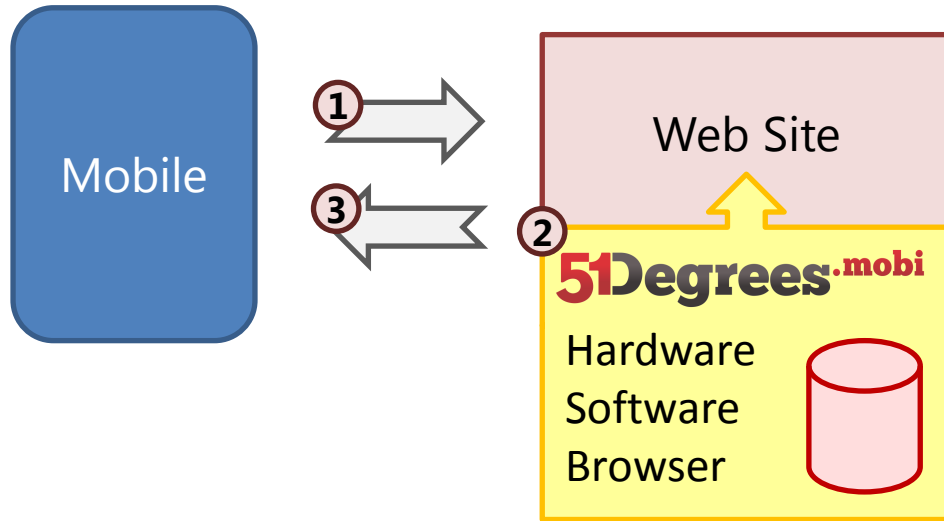 Mobile
1
3
Web Site
2
51Degrees.mobi
Hardware
Software
Browser